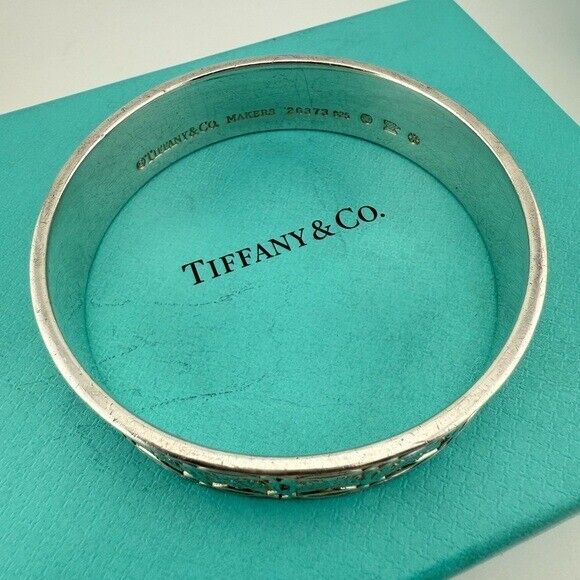 ©TIFFANY&CO. MAKERS 26373 925
TIFFANY & CO.